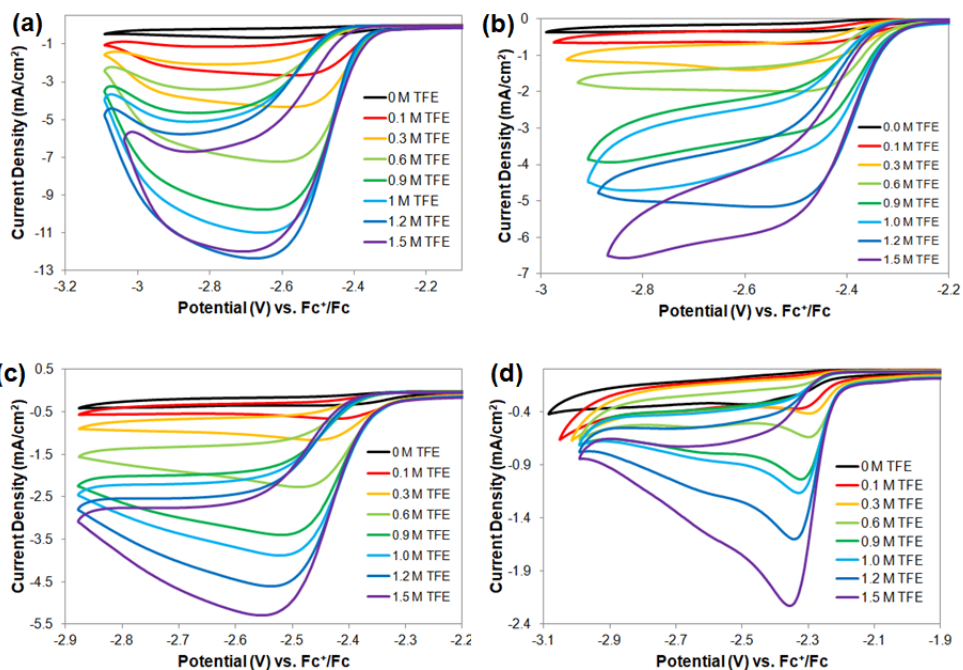 (a)
-1
-3
-5
-7
-9
-11
-13
-3.2
-3
-2.8
-2.6
-2.4
-2.2
Current Density (mA/cm²)
Potential (V) vs. Fc⁺/Fc
0 M TFE
0.1 M TFE
0.3 M TFE
0.6 M TFE
0.9 M TFE
1 M TFE
1.2 M TFE
1.5 M TFE
(b)
0
-1
-2
-3
-4
-5
-6
-7
-3
-2.8
-2.6
-2.4
-2.2
Current Density (mA/cm²)
Potential (V) vs. Fc⁺/Fc
0.0 M TFE
0.1 M TFE
0.3 M TFE
0.6 M TFE
0.9 M TFE
1.0 M TFE
1.2 M TFE
1.5 M TFE
(c)
0.5
-0.5
-1.5
-2.5
-3.5
-4.5
-5.5
-2.9
-2.8
-2.7
-2.6
-2.5
-2.4
-2.3
-2.2
Current Density (mA/cm²)
Potential (V) vs. Fc⁺/Fc
0 M TFE
0.1 M TFE
0.3 M TFE
0.6 M TFE
0.9 M TFE
1.0 M TFE
1.2 M TFE
1.5 M TFE
(d)
-0.4
-0.9
-1.4
-1.9
-2.4
-3.1
-2.9
-2.7
-2.5
-2.3
-2.1
-1.9
Current Density (mA/cm²)
Potential (V) vs. Fc⁺/Fc
0 M TFE
0.1 M TFE
0.3 M TFE
0.6 M TFE
0.9 M TFE
1.0 M TFE
1.2 M TFE
1.5 M TFE